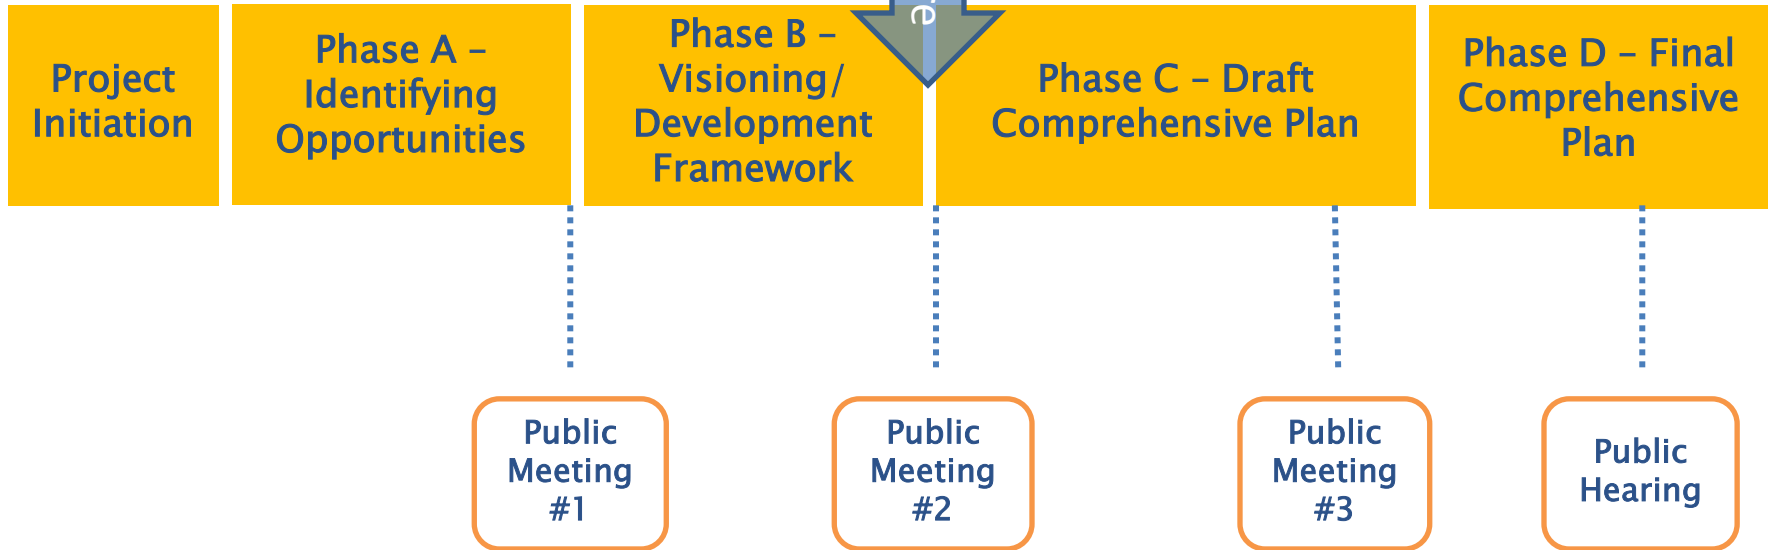 Project
Initiation
Phase A –
Identifying
Opportunities
Phase B –
Visioning/
Development
Framework
Phase C – Draft
Comprehensive Plan
Phase D – Final
Comprehensive
Plan
Public
Meeting
#1
Public
Meeting
#2
Public
Meeting
#3
Public
Hearing